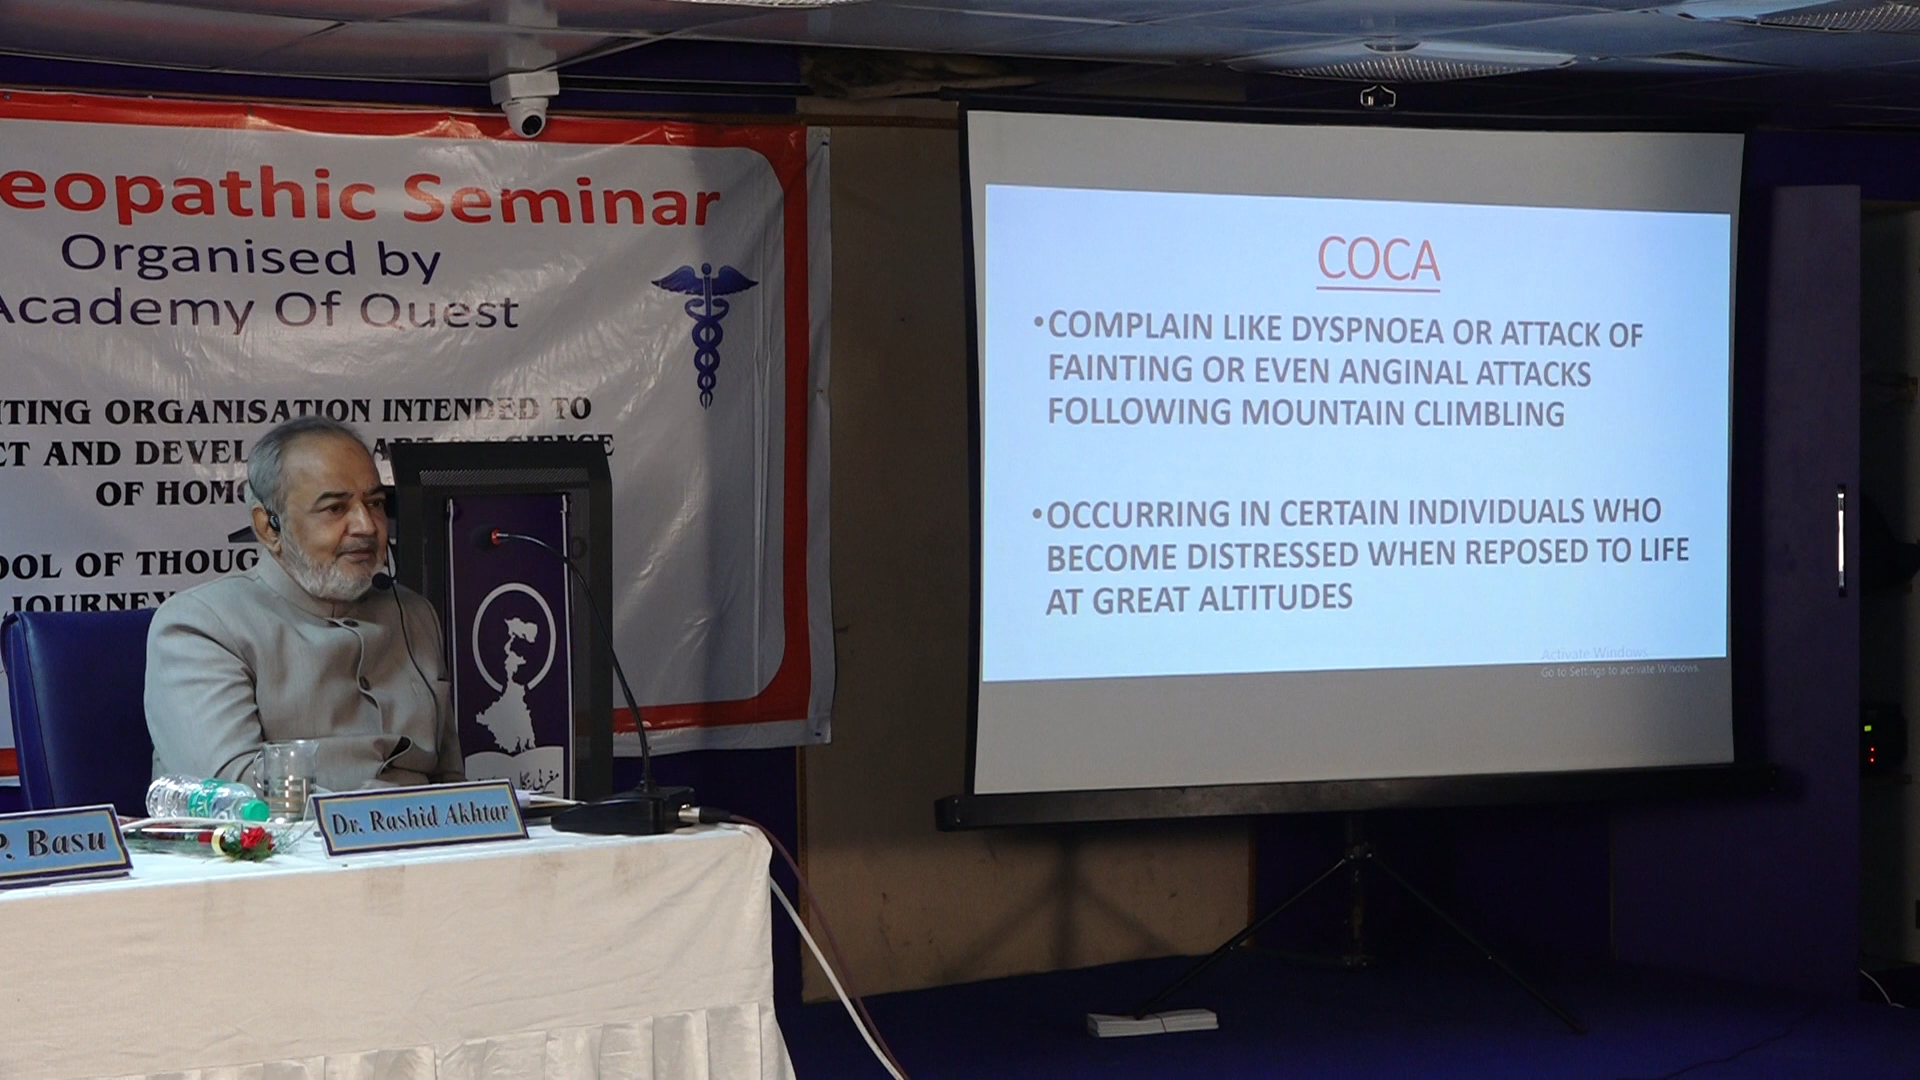 eopathic Seminar
Organised by
Academy Of Quest
ITING ORGANISATION INTENDED TO
CT AND DEVEL
OF HOMO
OOL OF THOUG
JOURNEY
P. Basu
Dr. Rashid Akhtar
COCA
•COMPLAIN LIKE DYSPNOEA OR ATTACK OF
FAINTING OR EVEN ANGINAL ATTACKS
FOLLOWING MOUNTAIN CLIMBLING
•OCCURRING IN CERTAIN INDIVIDUALS WHO
BECOME DISTRESSED WHEN REPOSED TO LIFE
AT GREAT ALTITUDES
Activate Windows
Go to Settings to activate Windows.